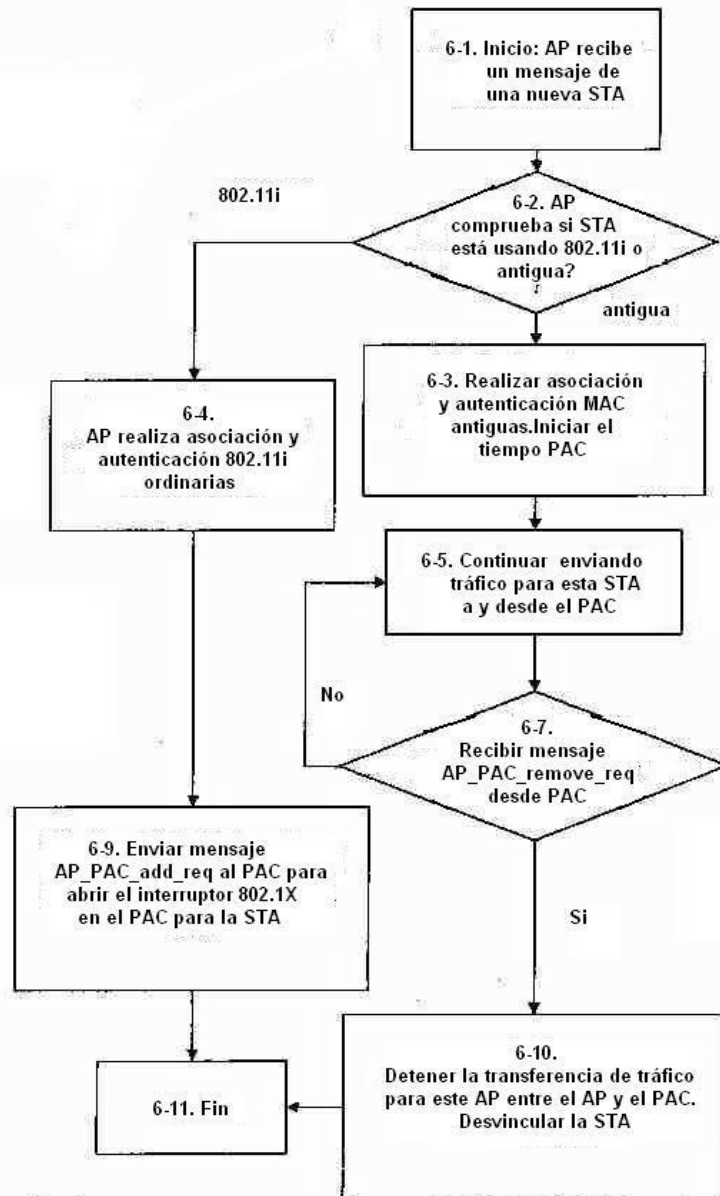 6-1. Inicio: AP recibe
un mensaje de
una nueva STA
802.11i
6-2. AP
comprueba si STA
está usando 802.11i o
antigua?
antigua
6-3. Realizar asociación
y autenticación MAC
antiguas.Iniciar el
tiempo PAC
6-4.
AP realiza asociación y
autenticación 802.11i
ordinarias
6-5. Continuar enviando
tráfico para esta STA
a y desde el PAC
No
6-7.
Recibir mensaje
AP_PAC_remove_req
desde PAC
6-9. Enviar mensaje
AP_PAC_add_req al PAC para
abrir el interruptor 802.1X
en el PAC para la STA
Si
6-10.
Detener la transferencia de tráfico
para este AP entre el AP y el PAC.
Desvincular la STA
6-11. Fin